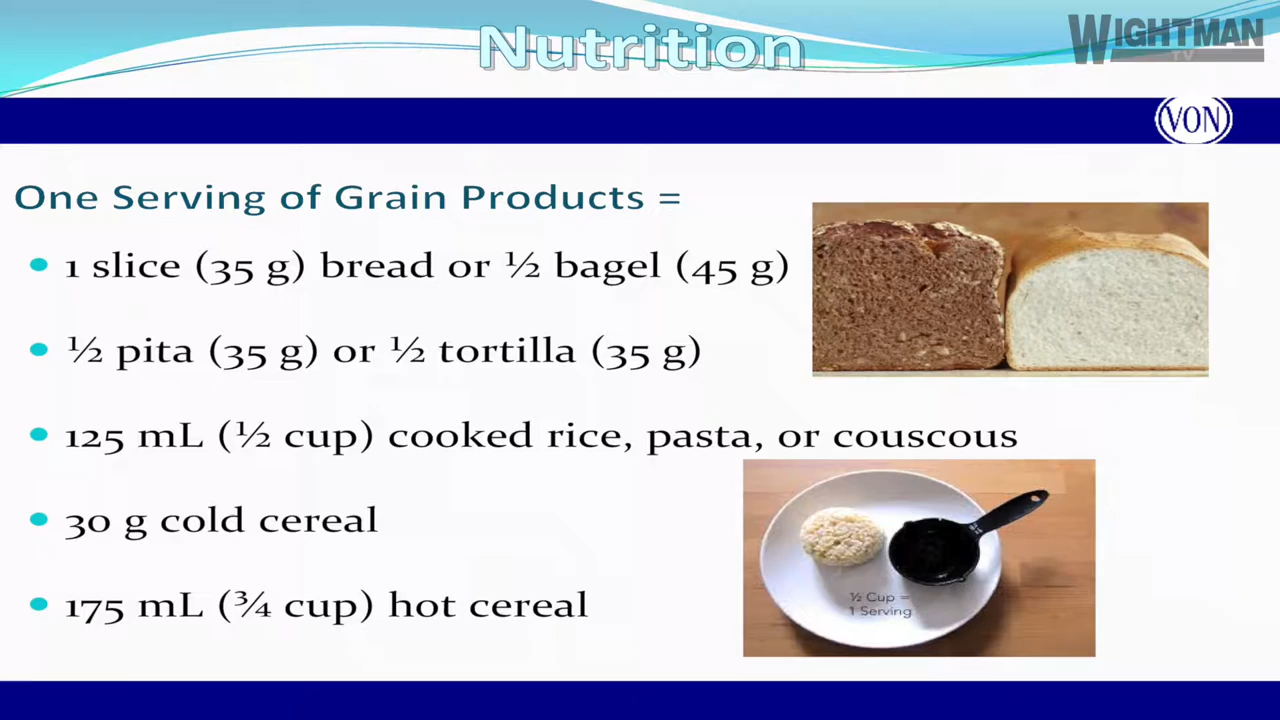 Nutrition
WIGHTMAN
TV
VON
One Serving of Grain Products =
• 1 slice (35 g) bread or ½ bagel (45 g)
• ½ pita (35 g) or ½ tortilla (35 g)
• 125 mL (½ cup) cooked rice, pasta, or couscous
• 30 g cold cereal
• 175 mL (¾ cup) hot cereal
½ Cup =
1 Serving